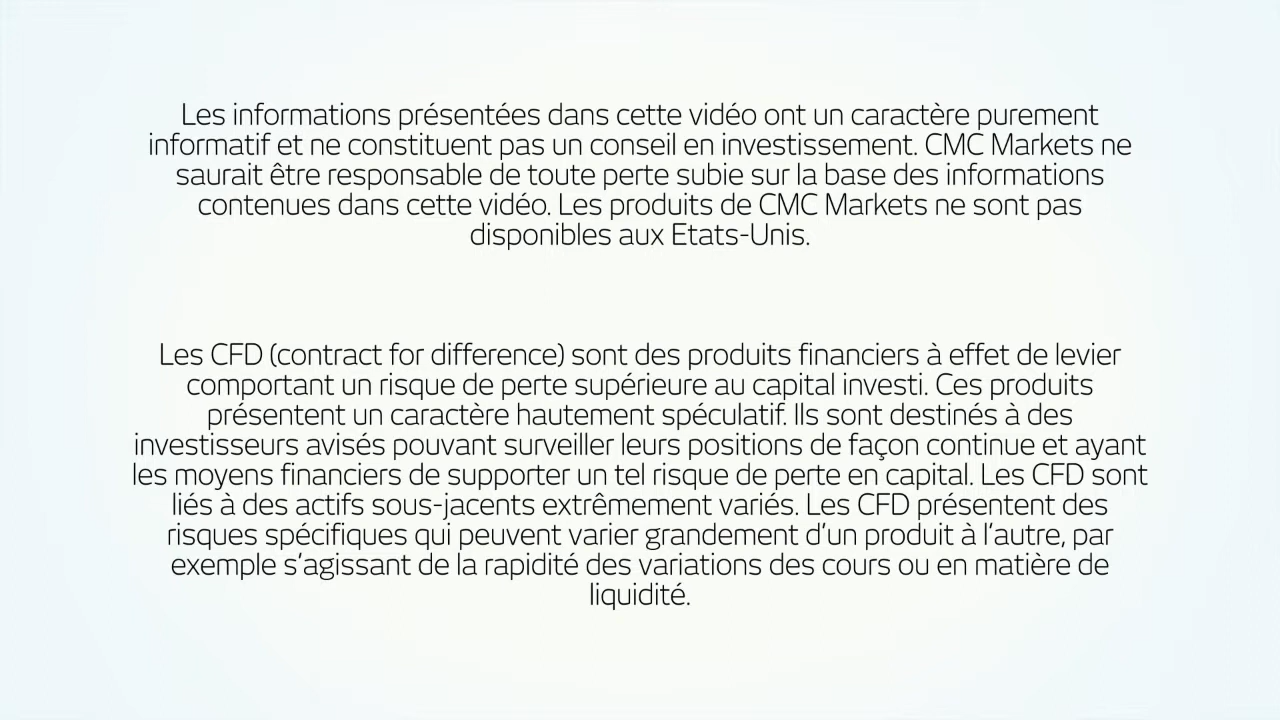 Les informations présentées dans cette vidéo ont un caractère purement
informatif et ne constituent pas un conseil en investissement. CMC Markets ne
saurait être responsable de toute perte subie sur la base des informations
contenues dans cette vidéo. Les produits de CMC Markets ne sont pas
disponibles aux Etats-Unis.
Les CFD (contract for difference) sont des produits financiers à effet de levier
comportant un risque de perte supérieure au capital investi. Ces produits
présentent un caractère hautement spéculatif. Ils sont destinés à des
investisseurs avisés pouvant surveiller leurs positions de façon continue et ayant
les moyens financiers de supporter un tel risque de perte en capital. Les CFD sont
liés à des actifs sous-jacents extrêmement variés. Les CFD présentent des
risques spécifiques qui peuvent varier grandement d’un produit à l’autre, par
exemple s’agissant de la rapidité des variations des cours ou en matière de
liquidité.